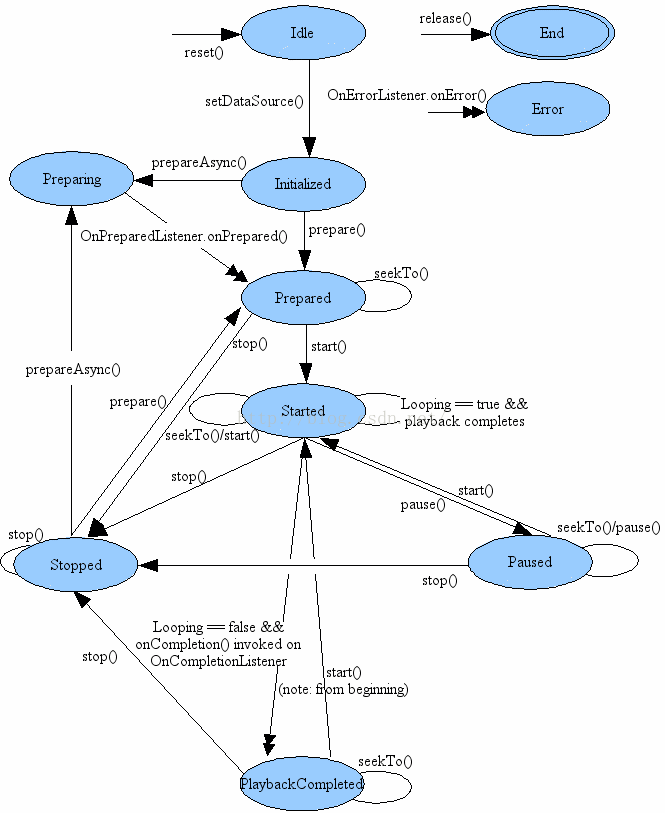 release()
Idle
End
reset()
OnErrorListener.onError()
setDataSource()
Error
prepareAsync()
Preparing
Initialized
OnPreparedListener.onPrepared()
prepare()
seekTo()
Prepared
stop()
start()
prepareAsync()
prepare()
Looping == true &&
playback completes
Started
seekTo()/start()
stop()
start()
pause()
stop()
seekTo()/pause()
Stopped
Paused
stop()
Looping == false &&
onCompletion() invoked on
OnCompletionListener
stop()
start()
(note: from beginning)
seekTo()
PlaybackCompleted